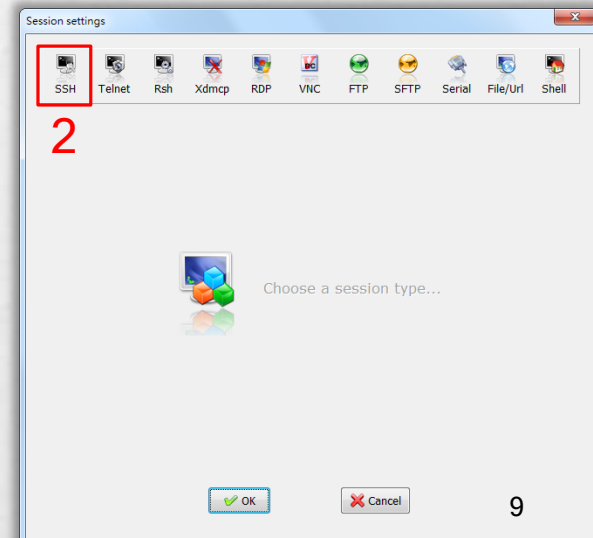 Session settings
SSH Telnet Rsh Xdmcp RDP VNC FTP SFTP Serial File/Url Shell
2
Choose a session type...
OK Cancel
9